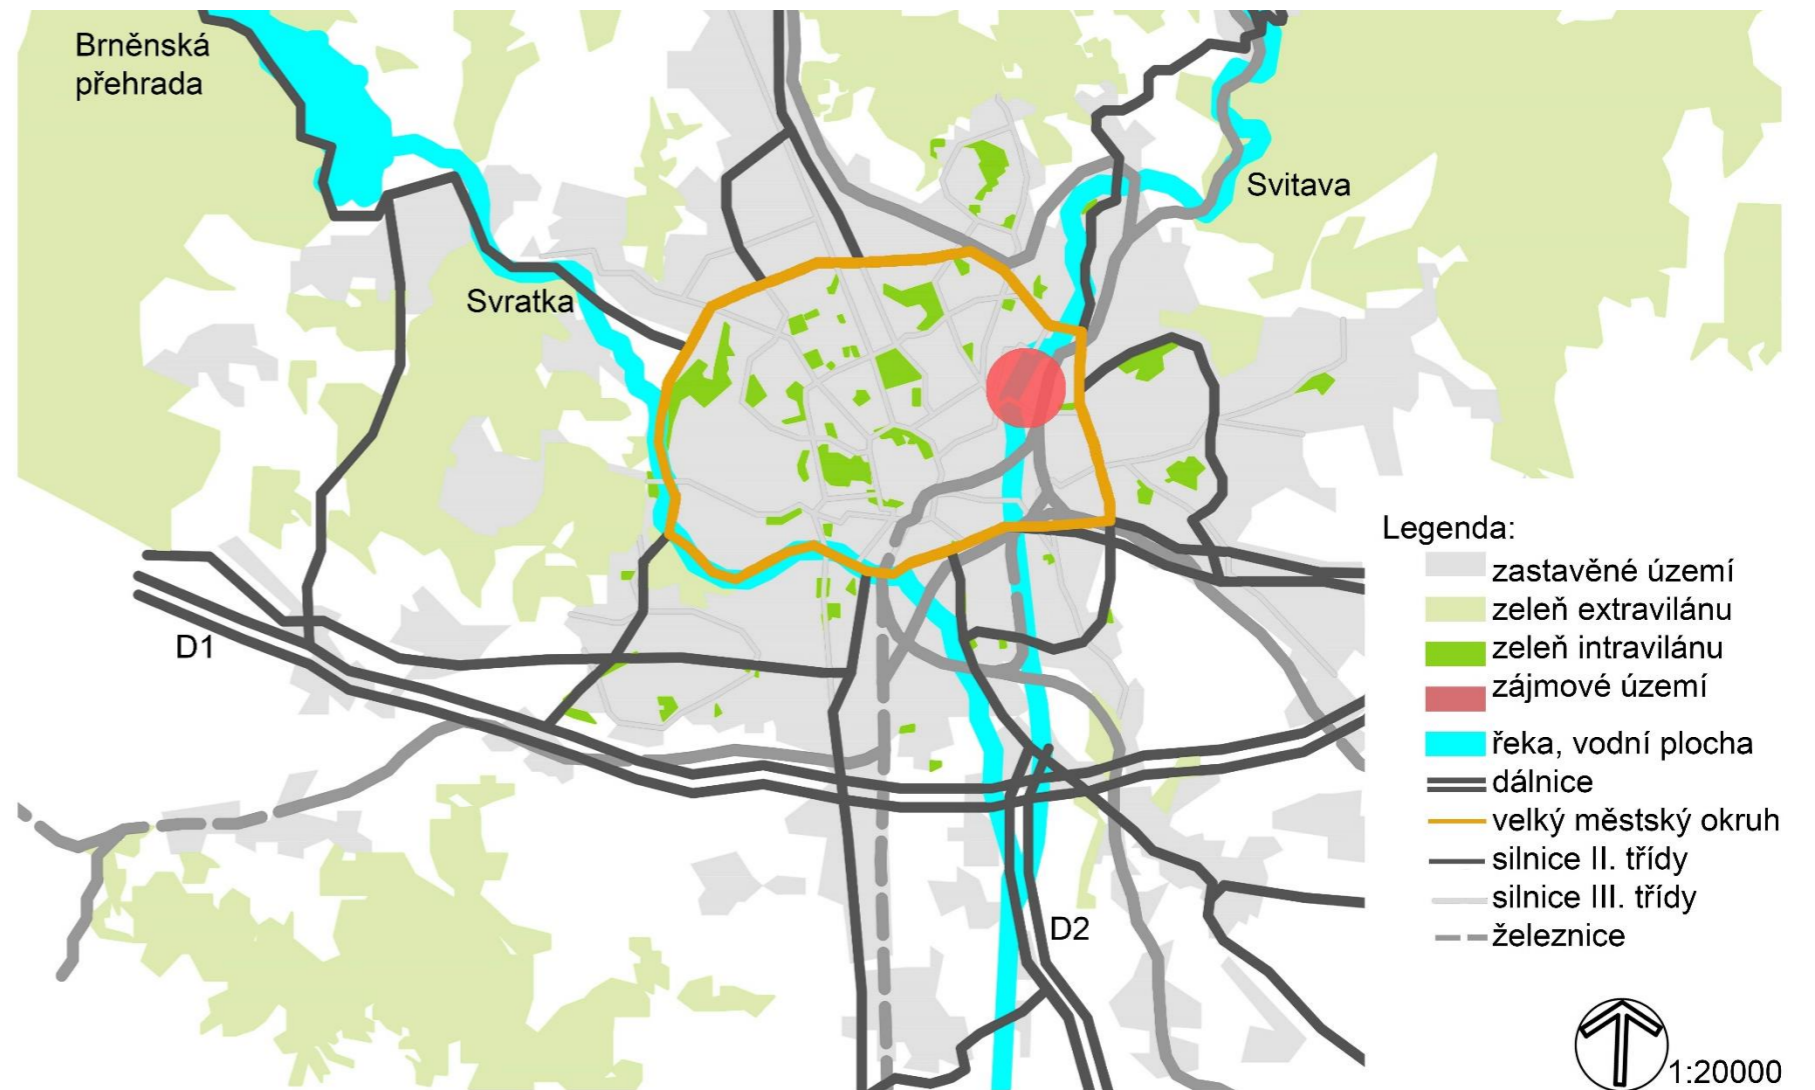 Brněnská
přehrada
Svitava
Svratka
D1
D2
Legenda:
zastavěné území
zeleň extravilánu
zeleň intravilánu
zájmové území
řeka, vodní plocha
dálnice
velký městský okruh
silnice II. třídy
silnice III. třídy
železnice
1:20000